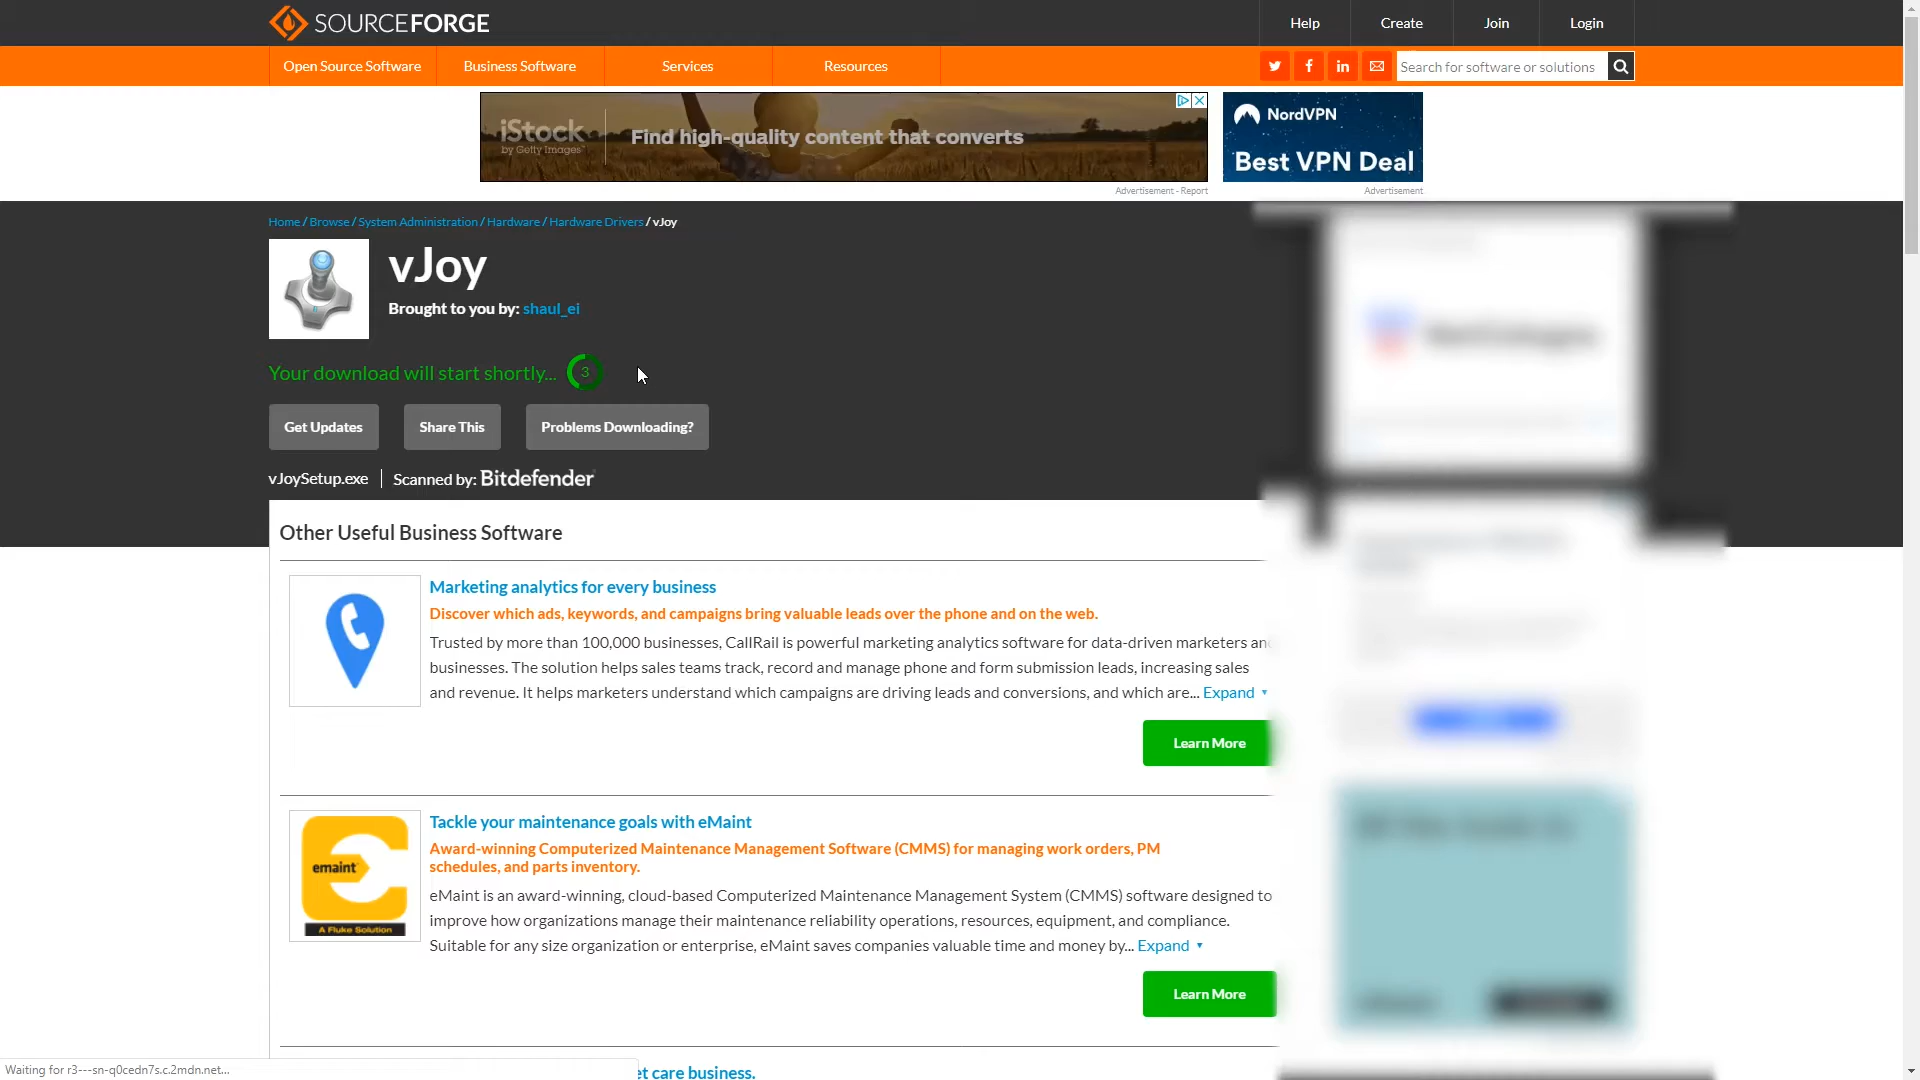 SOURCEFORGE
Help
Create
Join
Login
Open Source Software
Business Software
Services
Resources
Search for software or solutions
iStock
by Getty Images
Find high-quality content that converts
NordVPN
Best VPN Deal
Advertisement - Report
Advertisement
Home / Browse / System Administration / Hardware / Hardware Drivers / vJoy
vJoy
Brought to you by: shaul_ei
Your download will start shortly... 3
Get Updates
Share This
Problems Downloading?
vJoySetup.exe
Scanned by: Bitdefender
Other Useful Business Software
Marketing analytics for every business
Discover which ads, keywords, and campaigns bring valuable leads over the phone and on the web.
Trusted by more than 100,000 businesses, CallRail is powerful marketing analytics software for data-driven marketers and
businesses. The solution helps sales teams track, record and manage phone and form submission leads, increasing sales
and revenue. It helps marketers understand which campaigns are driving leads and conversions, and which are... Expand
Learn More
emaint
A Fluke Solution
Tackle your maintenance goals with eMaint
Award-winning Computerized Maintenance Management Software (CMMS) for managing work orders, PM
schedules, and parts inventory.
eMaint is an award-winning, cloud-based Computerized Maintenance Management System (CMMS) software designed to
improve how organizations manage their maintenance reliability operations, resources, equipment, and compliance.
Suitable for any size organization or enterprise, eMaint saves companies valuable time and money by... Expand
Learn More
Waiting for r3---sn-q0cedn7s.c.2mdn.net...
et care business.